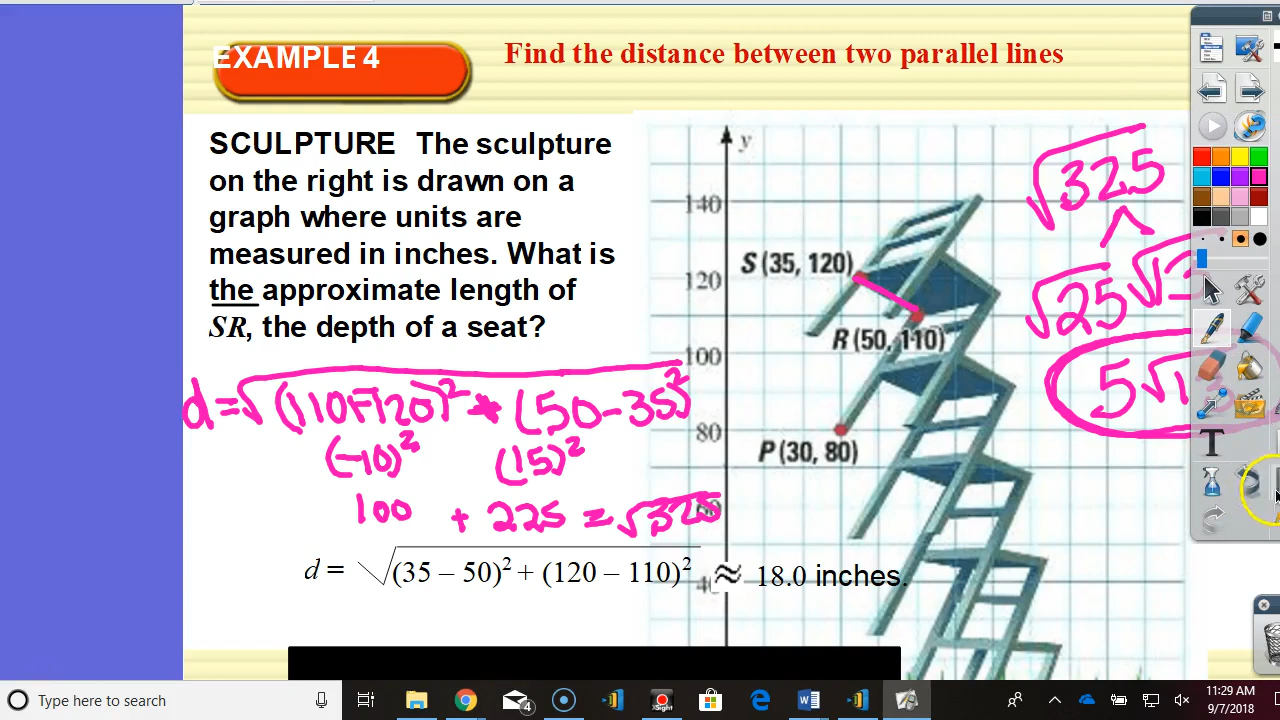 EXAMPLE 4
Find the distance between two parallel lines
SCULPTURE The sculpture
on the right is drawn on a
graph where units are
measured in inches. What is
the approximate length of
SR, the depth of a seat?
y
140
120
100
80
60
S (35, 120)
R (50, 110)
P (30, 80)
√325
√25 √
5√13
d = √(110-120)² + (50-35)²
(-10)² (15)²
100 + 225 = √325
d = √(35 – 50)² + (120 – 110)² ≈ 18.0 inches.
T
Type here to search
4
11:29 AM
9/7/2018